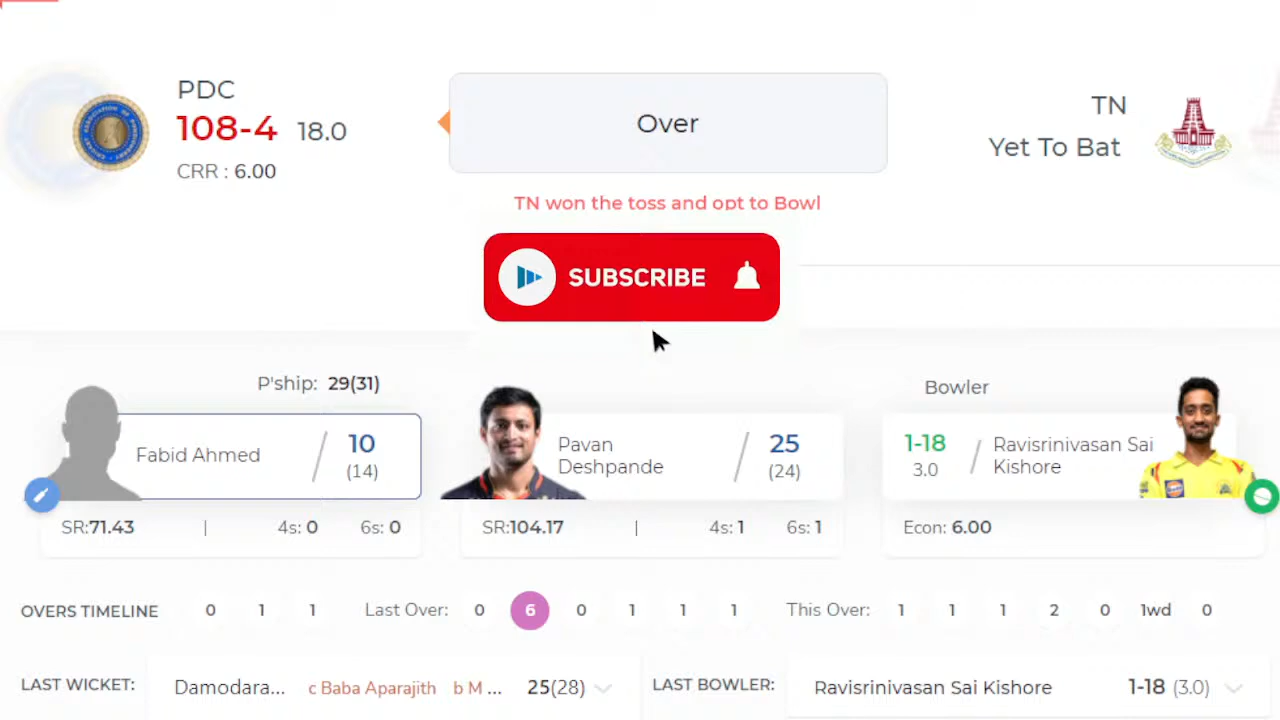 PDC
108-4 18.0
CRR : 6.00
Over
TN
Yet To Bat
TN won the toss and opt to Bowl
SUBSCRIBE
P'ship: 29(31)
Fabid Ahmed / 10
(14)
SR:71.43 | 4s: 0 6s: 0
Pavan
Deshpande / 25
(24)
SR:104.17 | 4s: 1 6s: 1
Bowler
1-18
3.0 / Ravisrinivasan Sai
Kishore
Econ: 6.00
OVERS TIMELINE 0 1 1 Last Over: 0 6 0 1 1 1 This Over: 1 1 1 2 0 1wd 0
LAST WICKET: Damodara... c Baba Aparajith b M ... 25(28) LAST BOWLER: Ravisrinivasan Sai Kishore 1-18 (3.0)